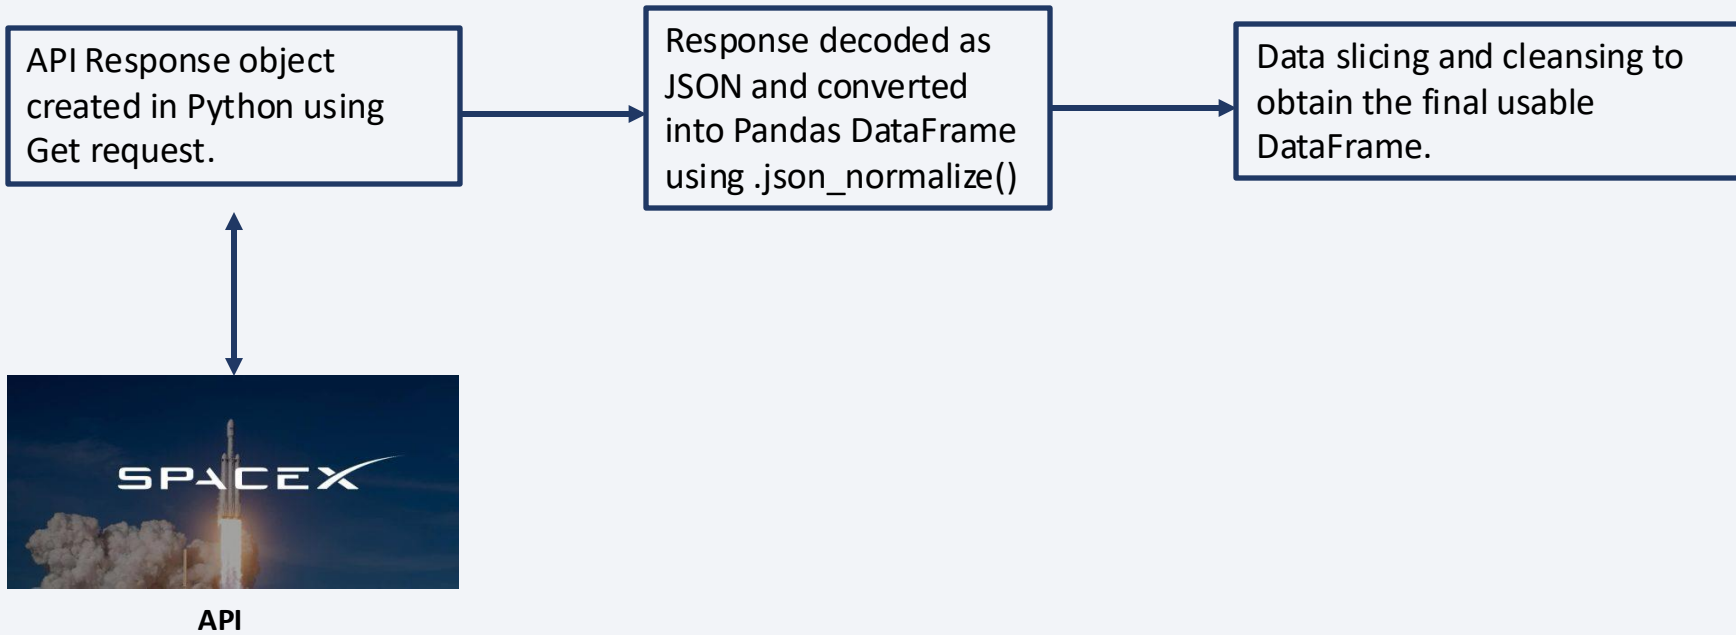 API Response object
created in Python using
Get request.
Response decoded as
JSON and converted
into Pandas DataFrame
using .json_normalize()
Data slicing and cleansing to
obtain the final usable
DataFrame.
SPACEX
API